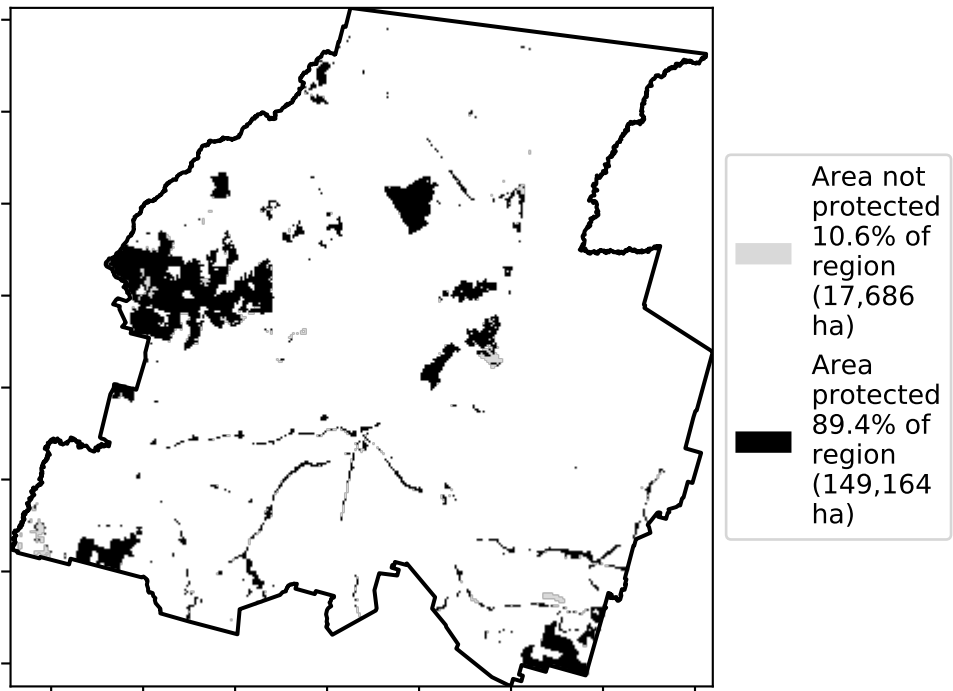 Area not
protected
10.6% of
region
(17,686
ha)
Area
protected
89.4% of
region
(149,164
ha)